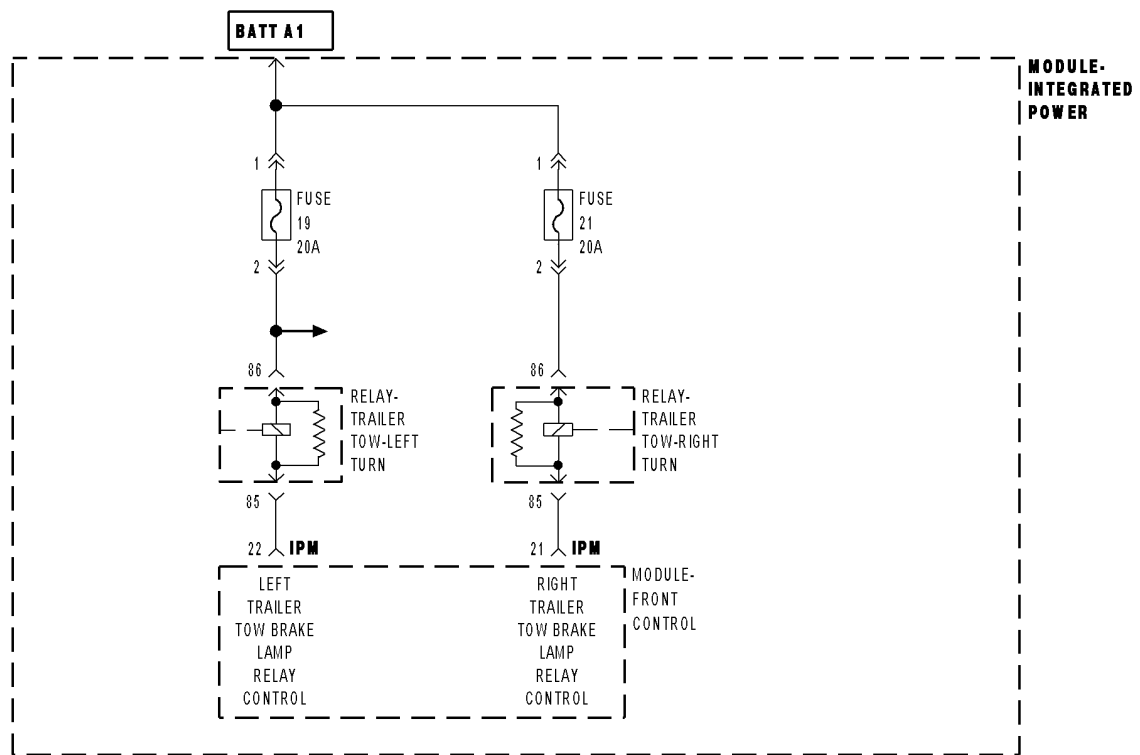 BATT A1
MODULE-
INTEGRATED
POWER
1
FUSE
19
20A
2
1
FUSE
21
20A
2
86
RELAY-
TRAILER
TOW-LEFT
TURN
85
86
RELAY-
TRAILER
TOW-RIGHT
TURN
85
22 IPM
21 IPM
LEFT
TRAILER
TOW BRAKE
LAMP
RELAY
CONTROL
RIGHT
TRAILER
TOW BRAKE
LAMP
RELAY
CONTROL
MODULE-
FRONT
CONTROL